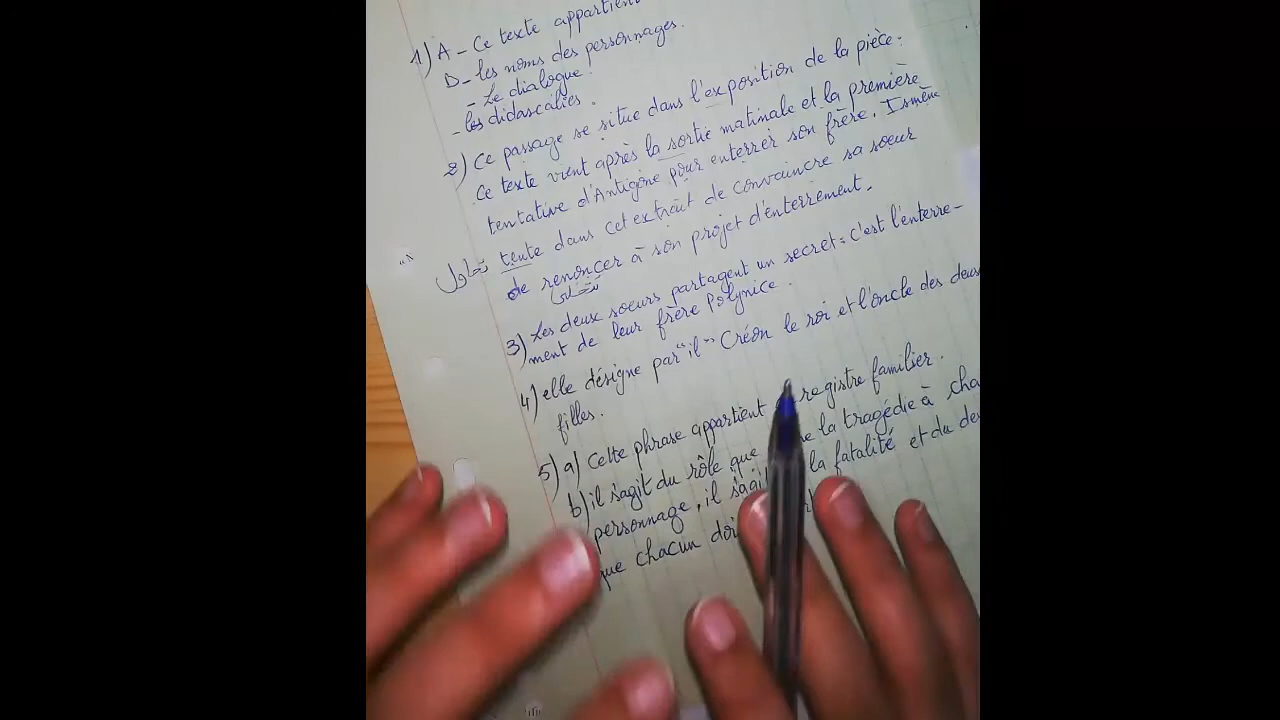 1) A - Ce texte appartient
D - les noms des personnages.
- Le dialogue.
- les didascalies.
2) Ce passage se situe dans l'exposition de la pièce.
Ce texte vient après la sortie matinale et la première
tentative d'Antigone pour enterrer son frère. Ismène
تحاول tente dans cet extrait de convaincre sa soeur
de renoncer à son projet d'enterrement.
تتخلى
3) Les deux soeurs partagent un secret : c'est l'enterre-
ment de leur frère Polynice.
4) elle désigne par "il" Créon le roi et l'oncle des deux
filles.
5) a) Cette phrase appartient registre familier.
b) il s'agit du rôle que la tragédie à cha
personnage, il s'agit la fatalité et du des
que chacun doi